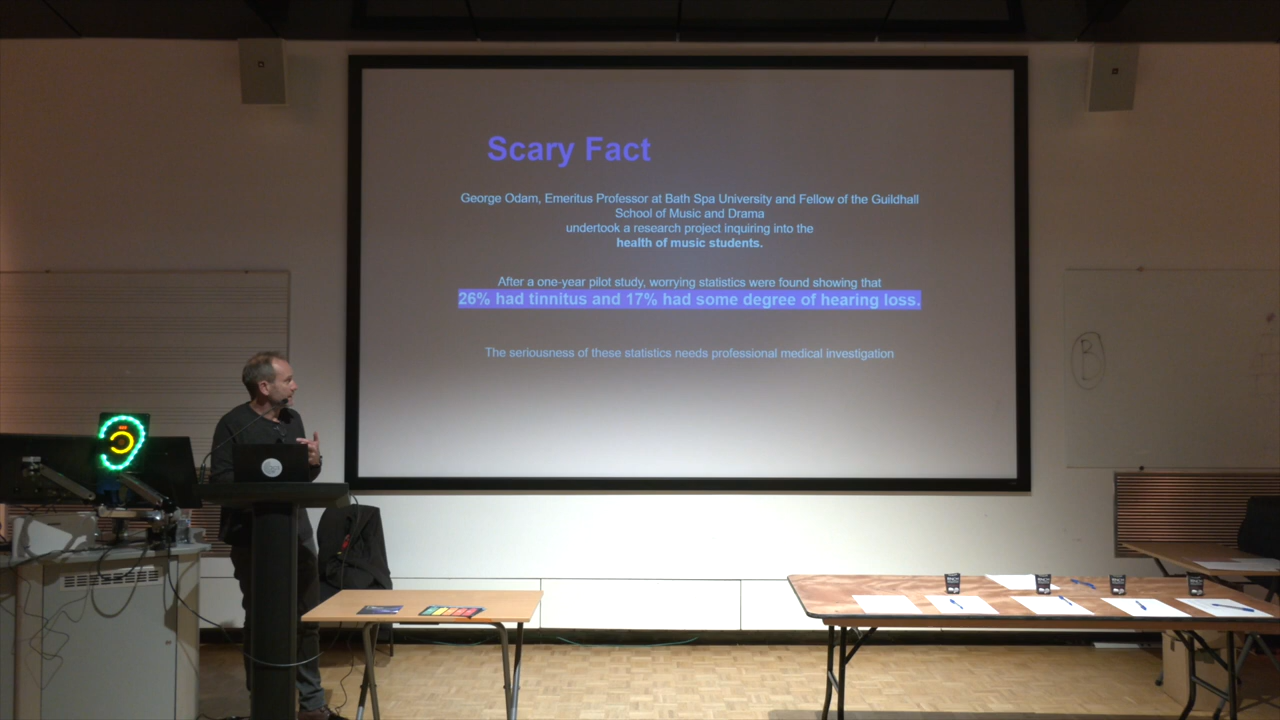 Scary Fact
George Odam, Emeritus Professor at Bath Spa University and Fellow of the Guildhall
School of Music and Drama
undertook a research project inquiring into the
health of music students.
After a one-year pilot study, worrying statistics were found showing that
26% had tinnitus and 17% had some degree of hearing loss.
The seriousness of these statistics needs professional medical investigation
B